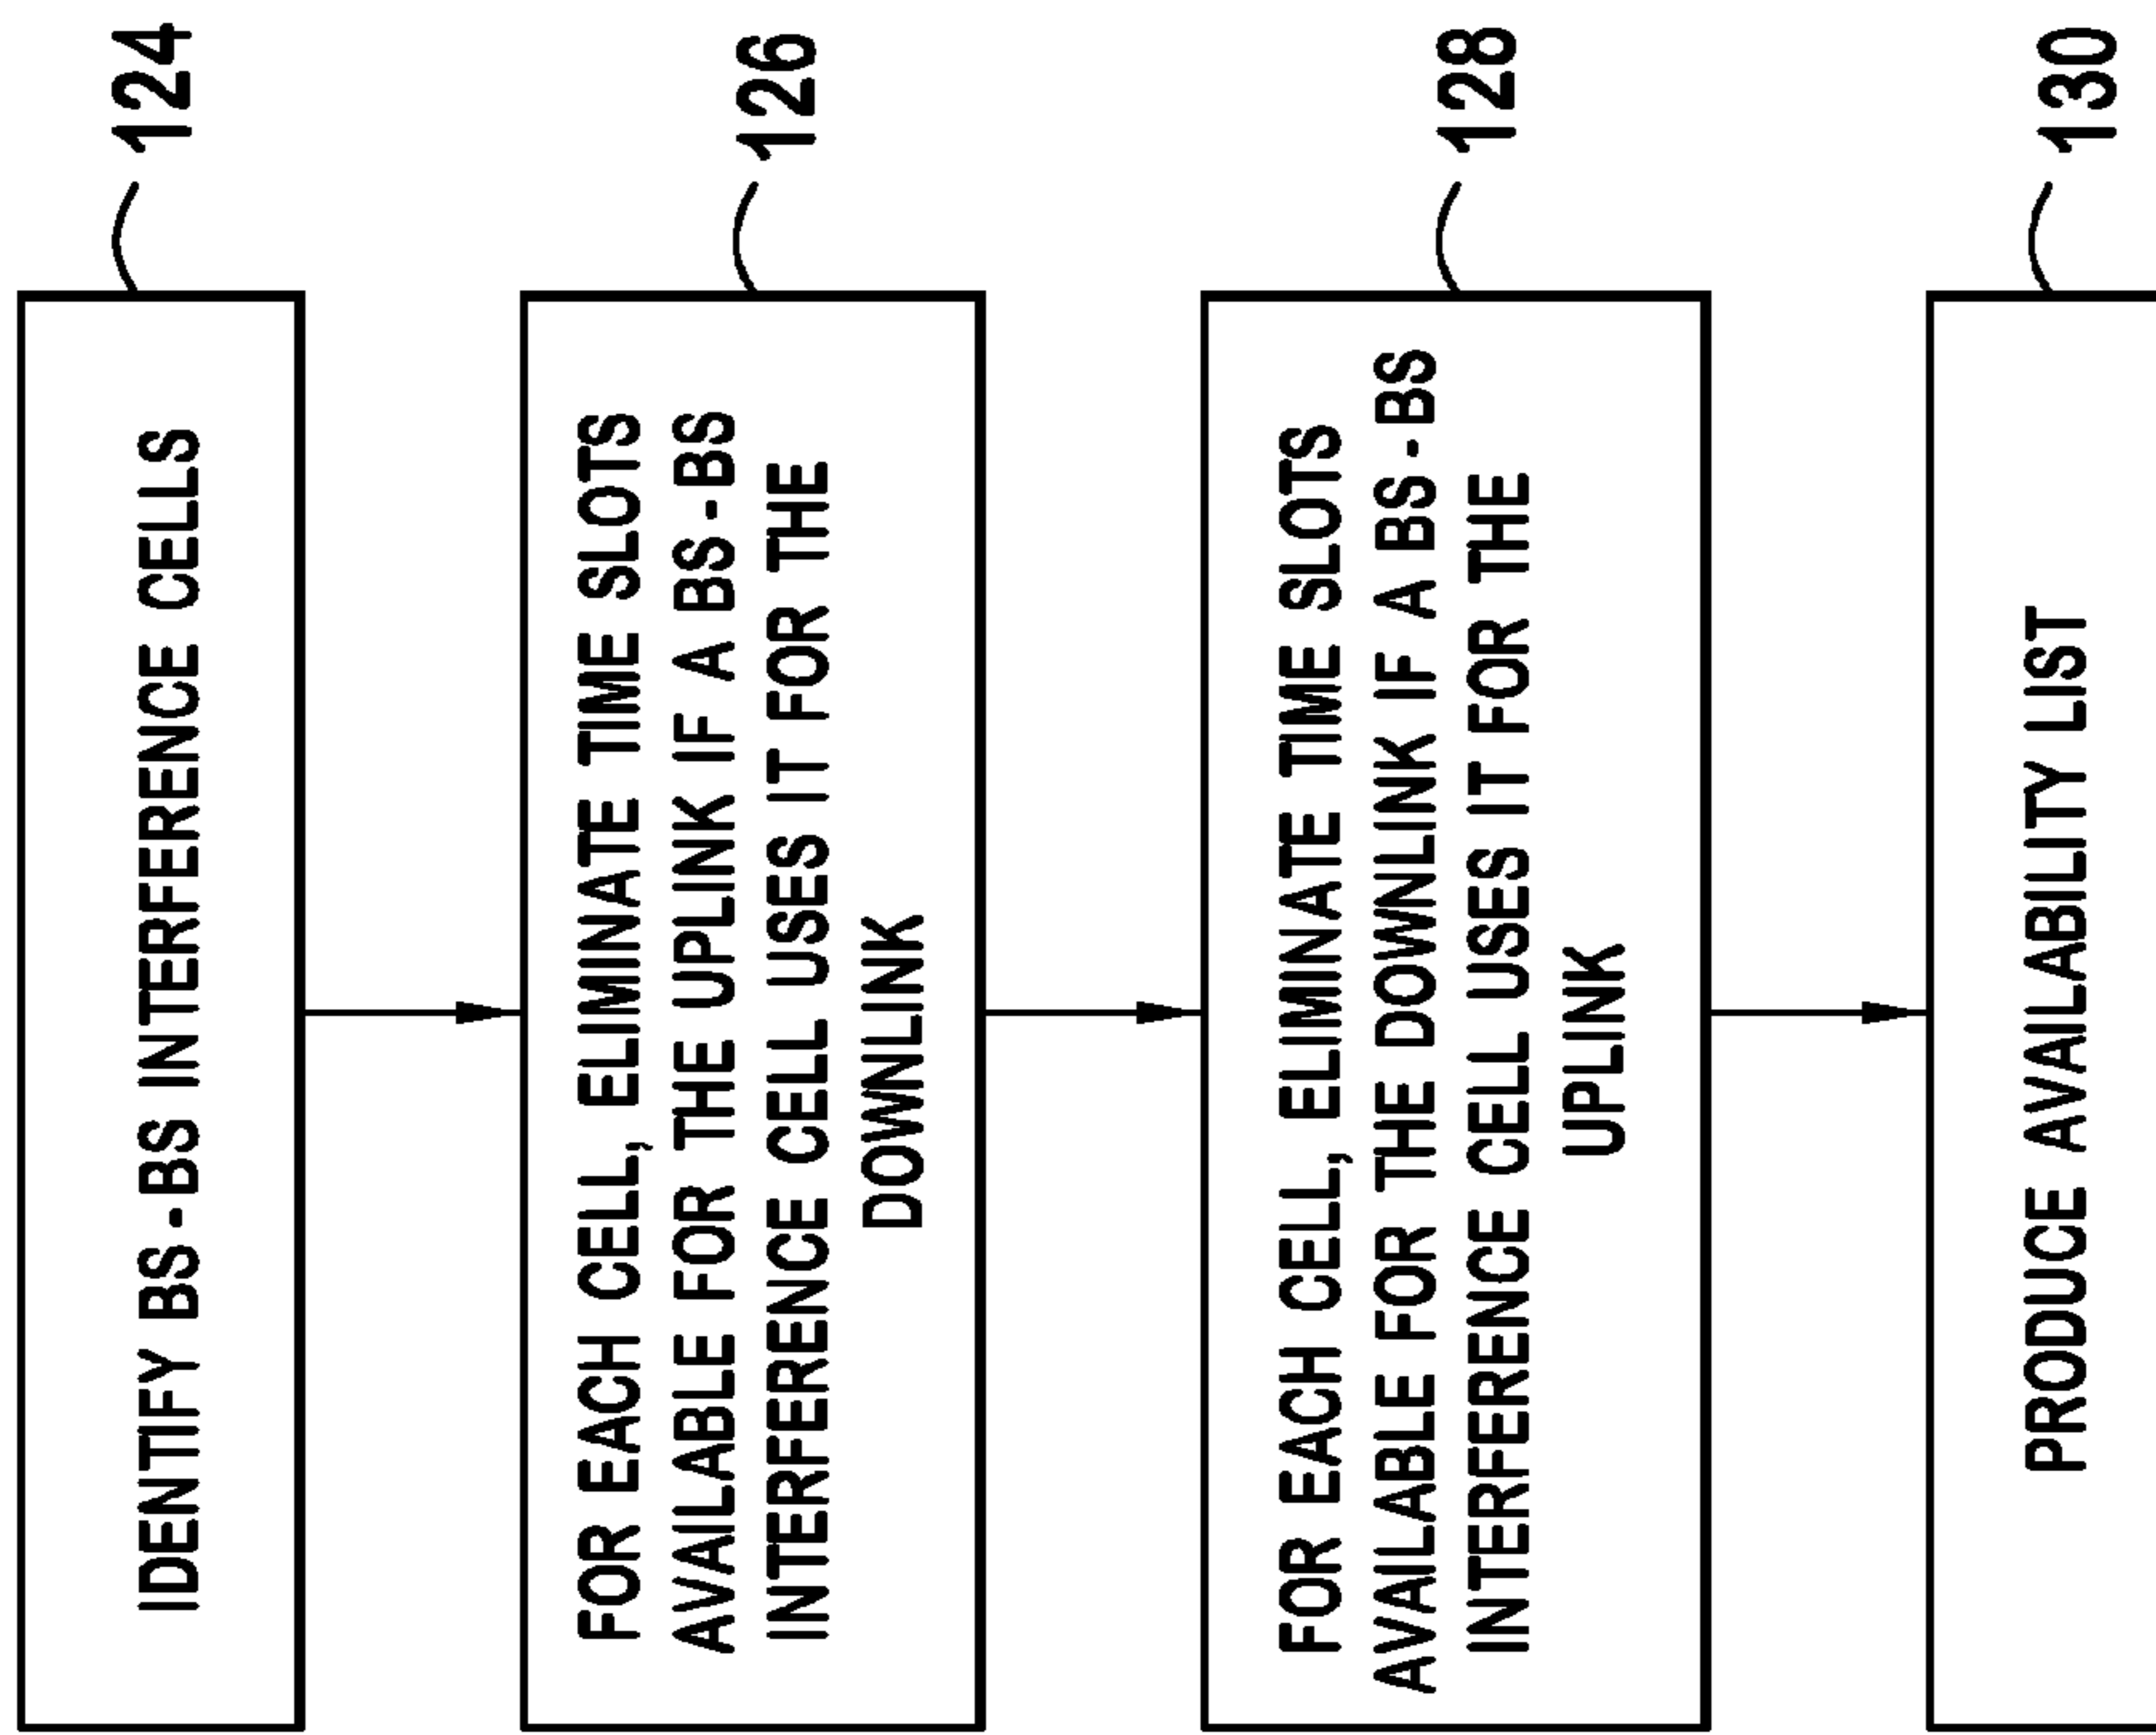 IDENTIFY BS-BS INTERFERENCE CELLS
124
FOR EACH CELL, ELIMINATE TIME SLOTS
AVAILABLE FOR THE UPLINK IF A BS-BS
INTERFERENCE CELL USES IT FOR THE
DOWNLINK
126
FOR EACH CELL, ELIMINATE TIME SLOTS
AVAILABLE FOR THE DOWNLINK IF A BS-BS
INTERFERENCE CELL USES IT FOR THE
UPLINK
128
PRODUCE AVAILABILITY LIST
130